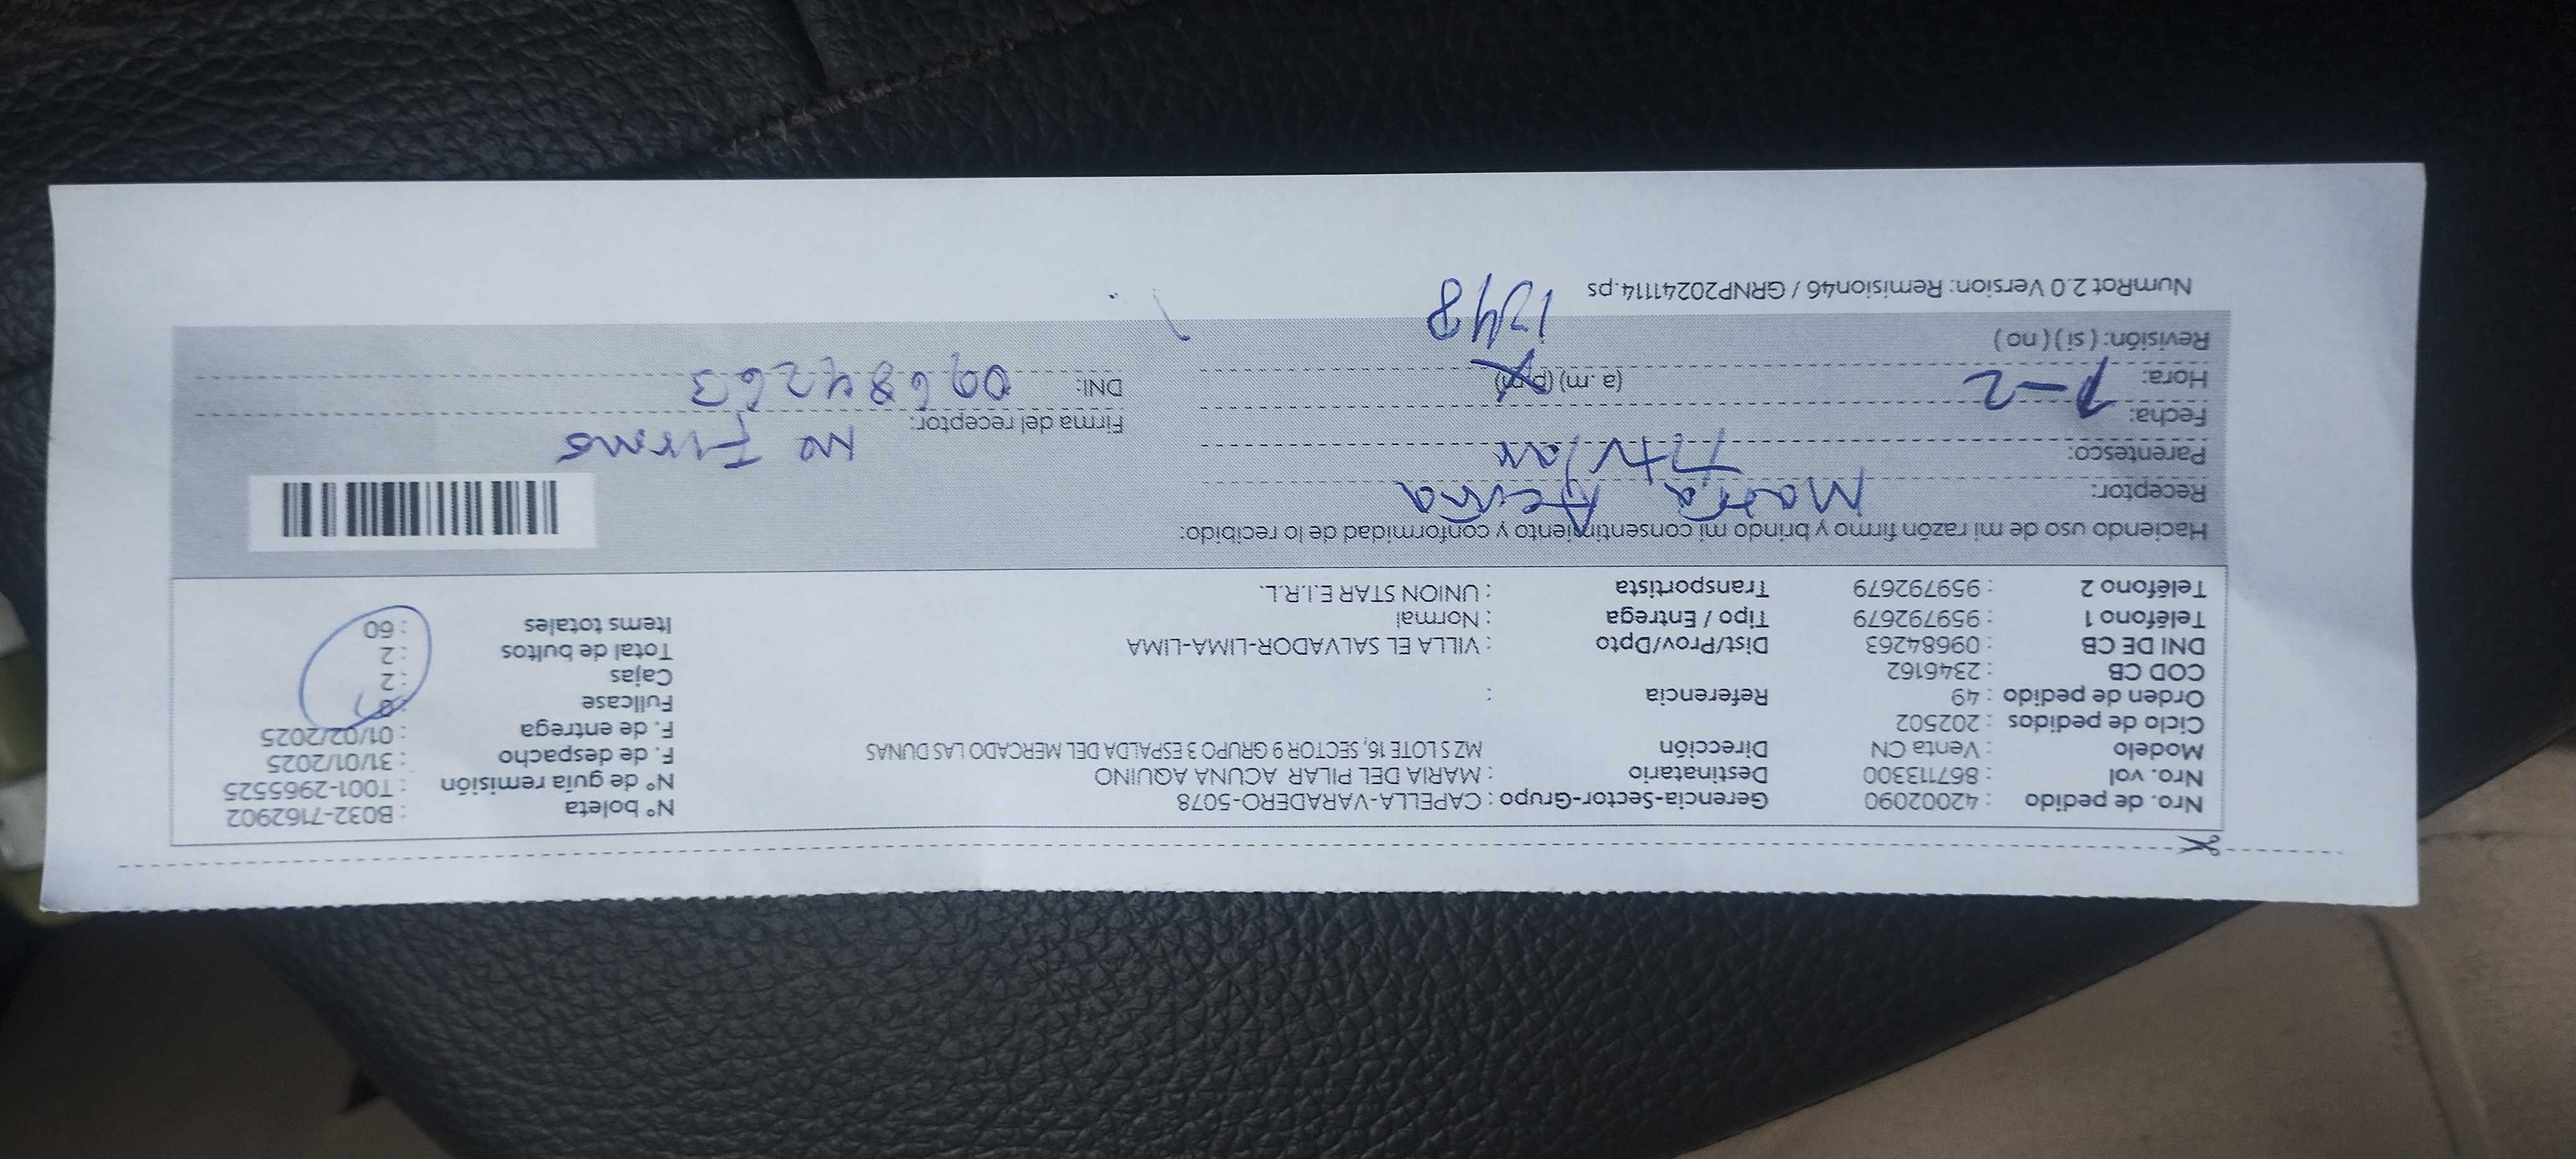 Nro. de pedido : 42002090 Gerencia-Sector-Grupo : CAPELLA-VARADERO-5078 N° boleta : B032-7162902
Nro. vol : 867113300 Destinatario : MARIA DEL PILAR ACUNA AQUINO N° de guía remisión : T001-2965525
Modelo : Venta CN Dirección MZ S LOTE 16, SECTOR 9 GRUPO 3 ESPALDA DEL MERCADO LAS DUNAS F. de despacho : 31/01/2025
Ciclo de pedidos : 202502 F. de entrega : 01/02/2025
Orden de pedido : 49 Referencia : Fullcase
COD CB : 2346162 Cajas : 2
DNI DE CB : 09684263 Dist/Prov/Dpto : VILLA EL SALVADOR-LIMA-LIMA Total de bultos : 2
Teléfono 1 : 959792679 Tipo / Entrega : Normal Items totales : 60
Teléfono 2 : 959792679 Transportista : UNION STAR E.I.R.L.
Haciendo uso de mi razón firmo y brindo mi consentimiento y conformidad de lo recibido:
Receptor: María Acuña
Parentesco: Titular
Fecha: 1-2 Firma del receptor: No Firma
Hora: (a.m) (p.m) DNI: 09684263
Revisión: ( si ) ( no )
NumRot 2.0 Version: Remision46 / GRNP20241114.ps